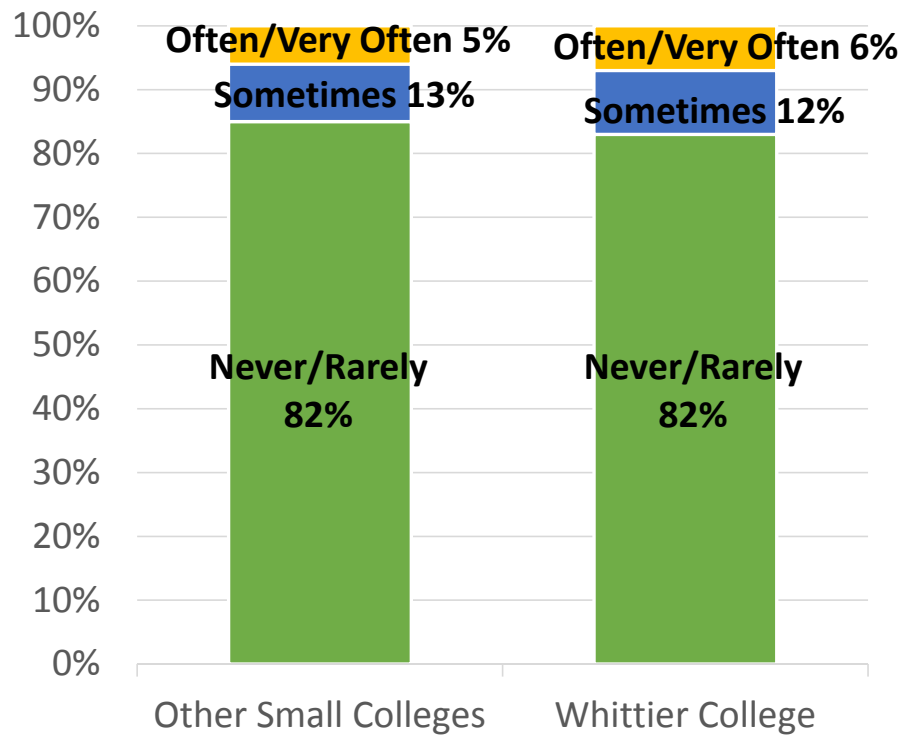 100%
90%
80%
70%
60%
50%
40%
30%
20%
10%
0%
Often/Very Often 5%
Sometimes 13%
Never/Rarely
82%
Often/Very Often 6%
Sometimes 12%
Never/Rarely
82%
Other Small Colleges
Whittier College